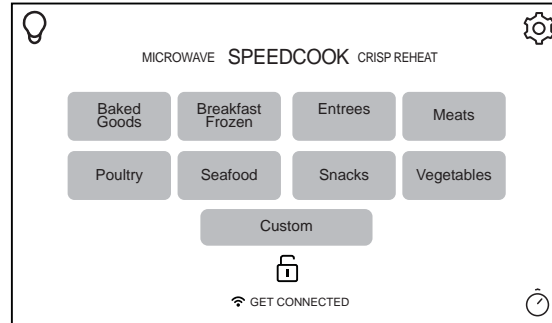 MICROWAVE SPEEDCOOK CRISP REHEAT
Baked
Goods
Breakfast
Frozen
Entrees
Meats
Poultry
Seafood
Snacks
Vegetables
Custom
GET CONNECTED